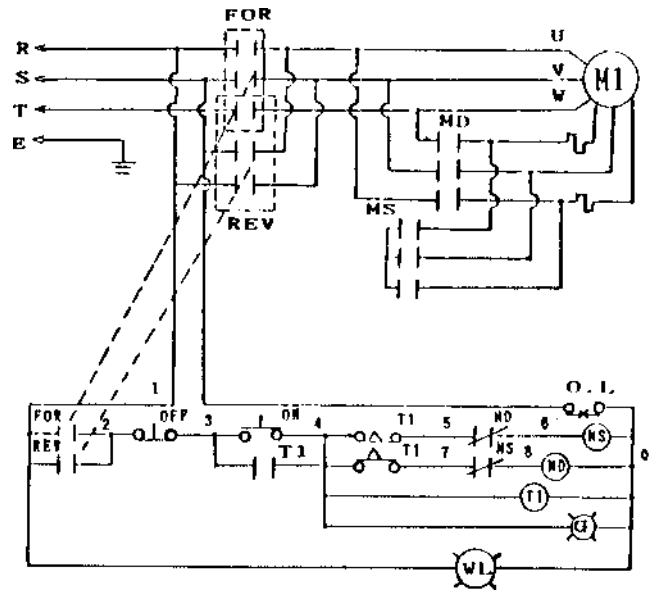 FOR
R
S
T
E
U
V
W
M1
MD
REV
MS
1
FOR
2
OFF
3
ON
4
T1
5
MD
6
O.L
MS
REV
T1
T1
7
MS
8
MD
0
T1
G
WL